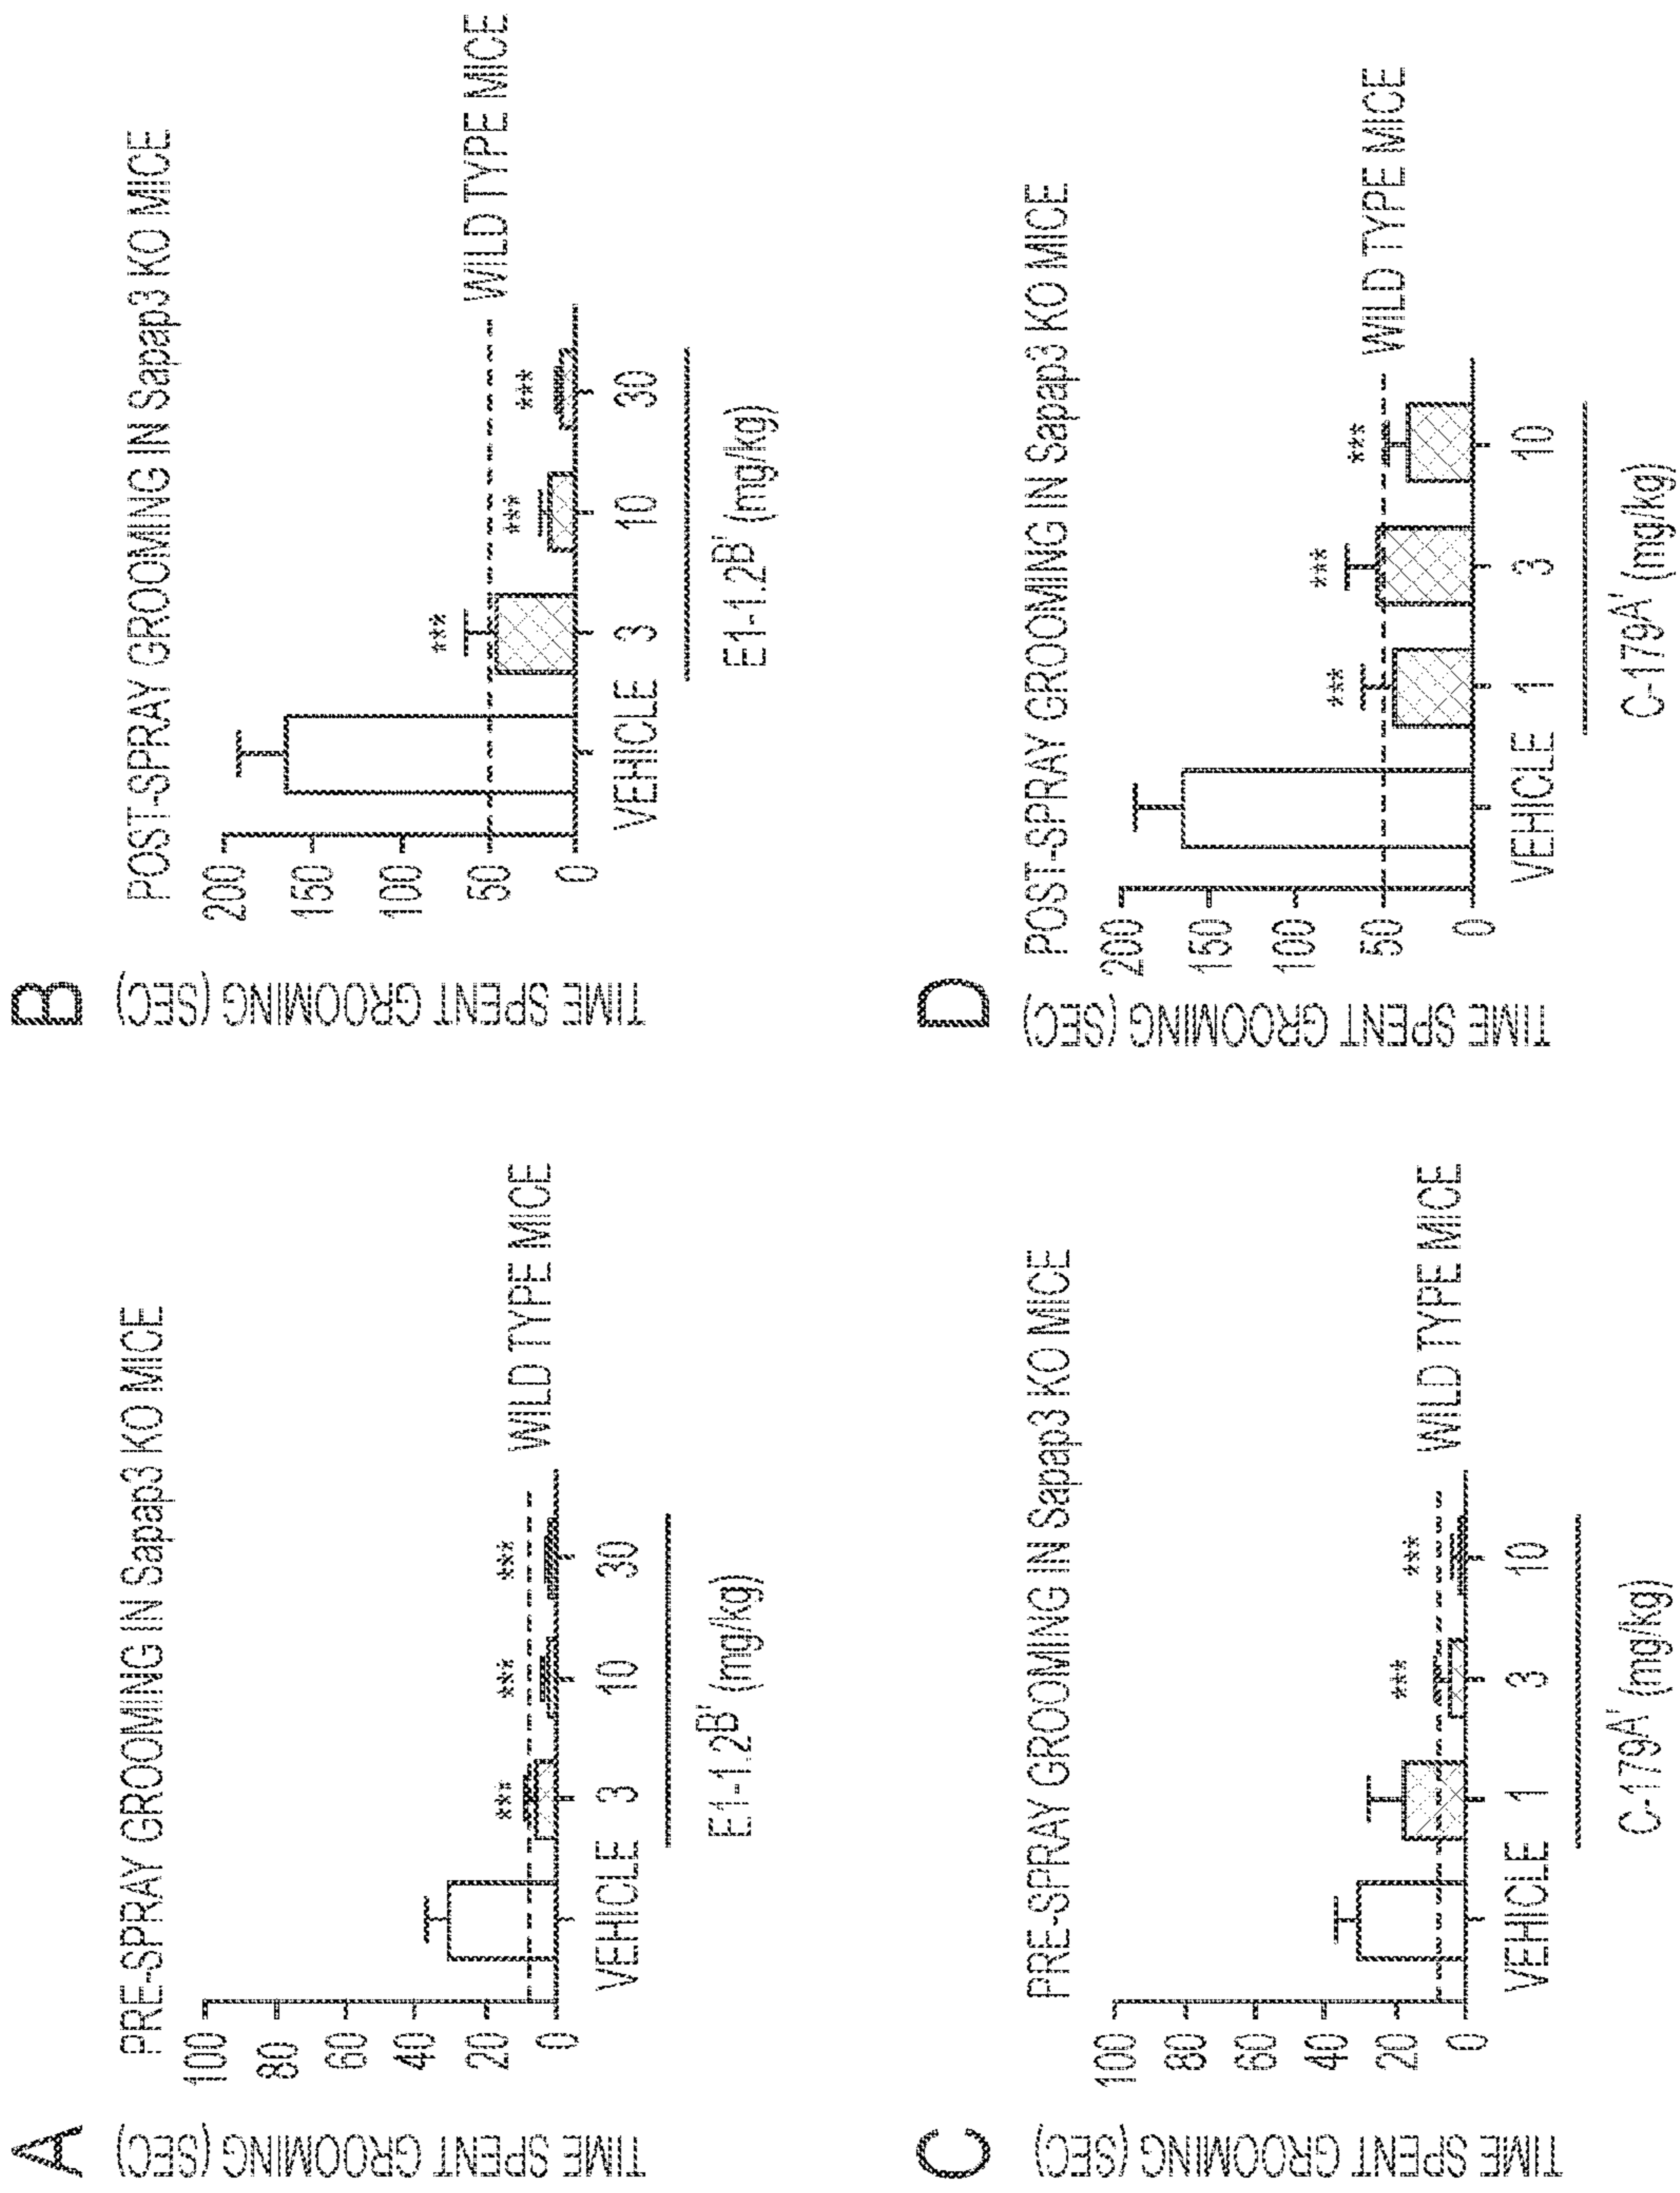 A
PRE-SPRAY GROOMING IN Sapap3 KO MICE
TIME SPENT GROOMING (SEC)
100
80
60
40
20
0
***
***
***
WILD TYPE MICE
VEHICLE 3 10 30
E1-1.2B' (mg/kg)
B
POST-SPRAY GROOMING IN Sapap3 KO MICE
TIME SPENT GROOMING (SEC)
200
150
100
50
0
***
***
***
WILD TYPE MICE
VEHICLE 3 10 30
E1-1.2B' (mg/kg)
C
PRE-SPRAY GROOMING IN Sapap3 KO MICE
TIME SPENT GROOMING (SEC)
100
80
60
40
20
0
***
***
WILD TYPE MICE
VEHICLE 1 3 10
C-179A' (mg/kg)
D
POST-SPRAY GROOMING IN Sapap3 KO MICE
TIME SPENT GROOMING (SEC)
200
150
100
50
0
***
***
***
WILD TYPE MICE
VEHICLE 1 3 10
C-179A' (mg/kg)